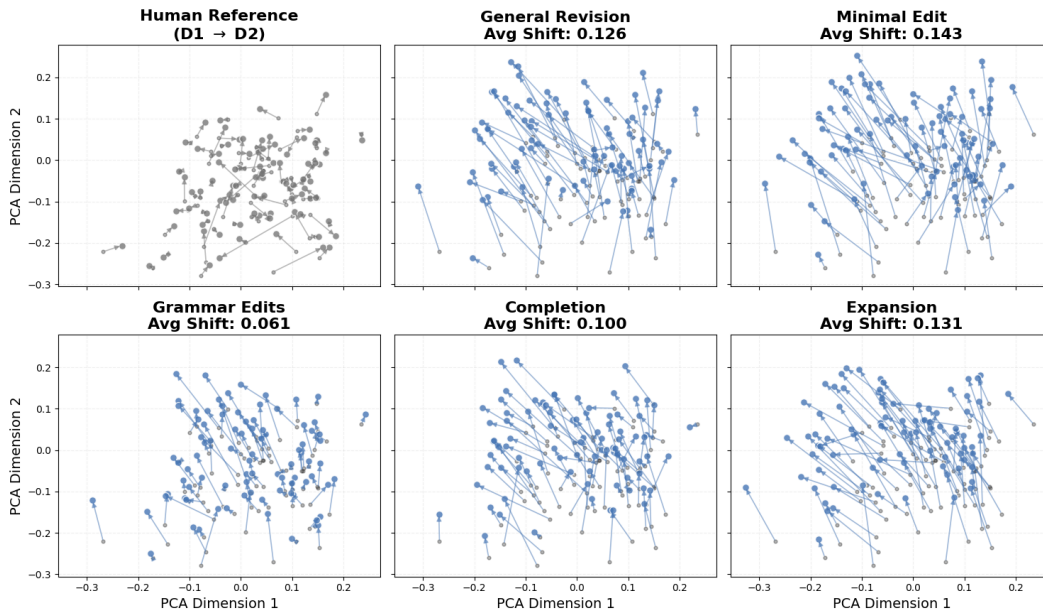 Human Reference
(D1 → D2)
General Revision
Avg Shift: 0.126
Minimal Edit
Avg Shift: 0.143
PCA Dimension 2
0.2
0.1
0.0
−0.1
−0.2
−0.3
Grammar Edits
Avg Shift: 0.061
Completion
Avg Shift: 0.100
Expansion
Avg Shift: 0.131
PCA Dimension 2
0.2
0.1
0.0
−0.1
−0.2
−0.3
−0.3 −0.2 −0.1 0.0 0.1 0.2
−0.3 −0.2 −0.1 0.0 0.1 0.2
−0.3 −0.2 −0.1 0.0 0.1 0.2
PCA Dimension 1
PCA Dimension 1
PCA Dimension 1